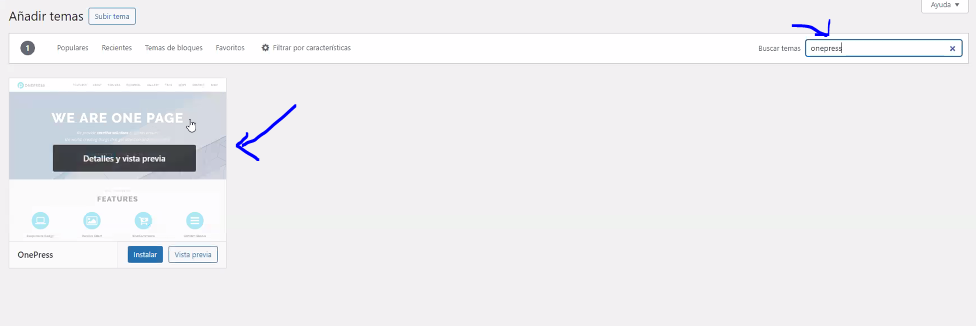 Ayuda ▼
Añadir temas Subir tema
1 Populares Recientes Temas de bloques Favoritos Filtrar por características Buscar temas onepress
WE ARE ONE PAGE
Detalles y vista previa
FEATURES
OnePress Instalar Vista previa